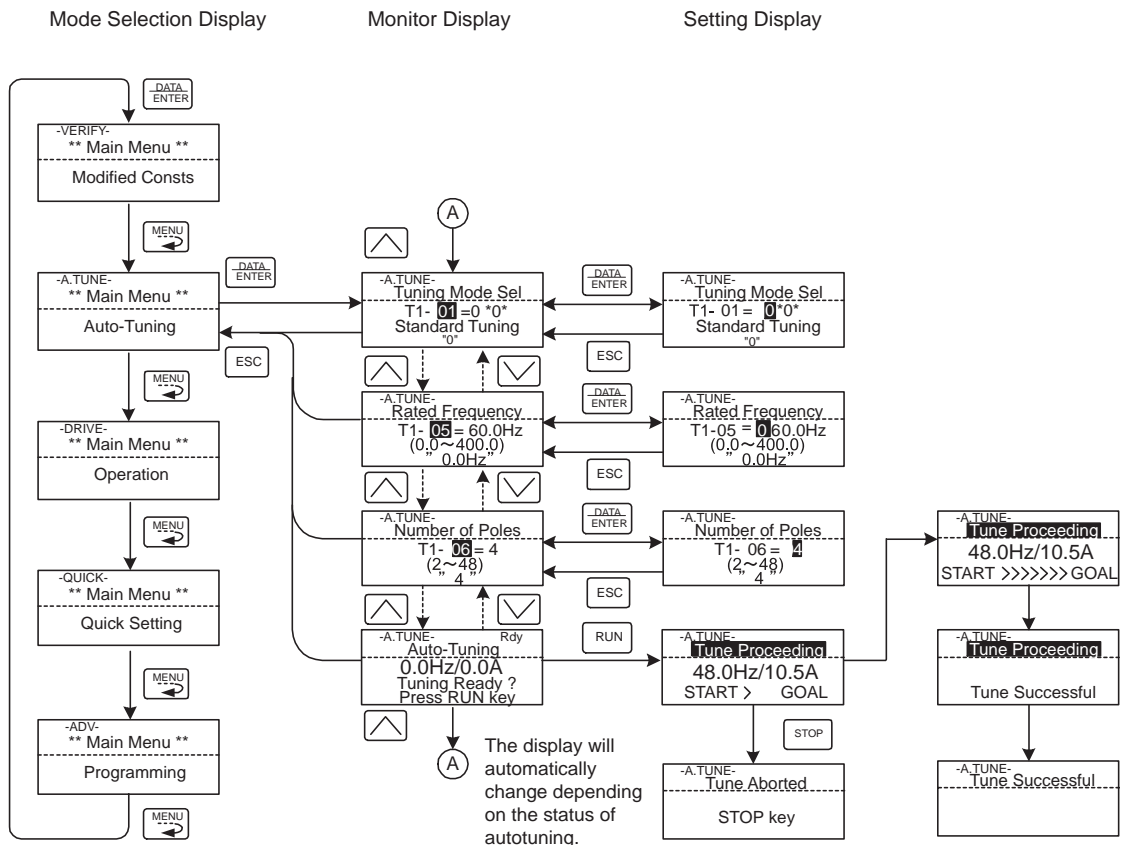 Mode Selection Display
Monitor Display
Setting Display
DATA
ENTER
-VERIFY-
** Main Menu **
Modified Consts
MENU
-A.TUNE-
** Main Menu **
Auto-Tuning
DATA
ENTER
ESC
MENU
-DRIVE-
** Main Menu **
Operation
MENU
-QUICK-
** Main Menu **
Quick Setting
MENU
-ADV-
** Main Menu **
Programming
MENU
A
-A.TUNE-
Tuning Mode Sel
T1- 01 =0 *0*
Standard Tuning
"0"
DATA
ENTER
ESC
-A.TUNE-
Tuning Mode Sel
T1- 01 = 0*0*
Standard Tuning
"0"
-A.TUNE-
Rated Frequency
T1- 05 = 60.0Hz
(0.0~400.0)
" 0.0Hz"
DATA
ENTER
ESC
-A.TUNE-
Rated Frequency
T1-05 = 060.0Hz
(0.0~400.0)
" 0.0Hz"
-A.TUNE-
Number of Poles
T1- 06 = 4
(2~48)
" 4 "
DATA
ENTER
ESC
-A.TUNE-
Number of Poles
T1- 06 = 4
(2~48)
" 4 "
-A.TUNE- Rdy
Auto-Tuning
0.0Hz/0.0A
Tuning Ready ?
Press RUN key
RUN
A
The display will
automatically
change depending
on the status of
autotuning.
-A.TUNE-
Tune Proceeding
48.0Hz/10.5A
START > GOAL
STOP
-A.TUNE-
Tune Aborted
STOP key
-A.TUNE-
Tune Proceeding
48.0Hz/10.5A
START >>>>>>> GOAL
-A.TUNE-
Tune Proceeding
Tune Successful
-A.TUNE-
Tune Successful